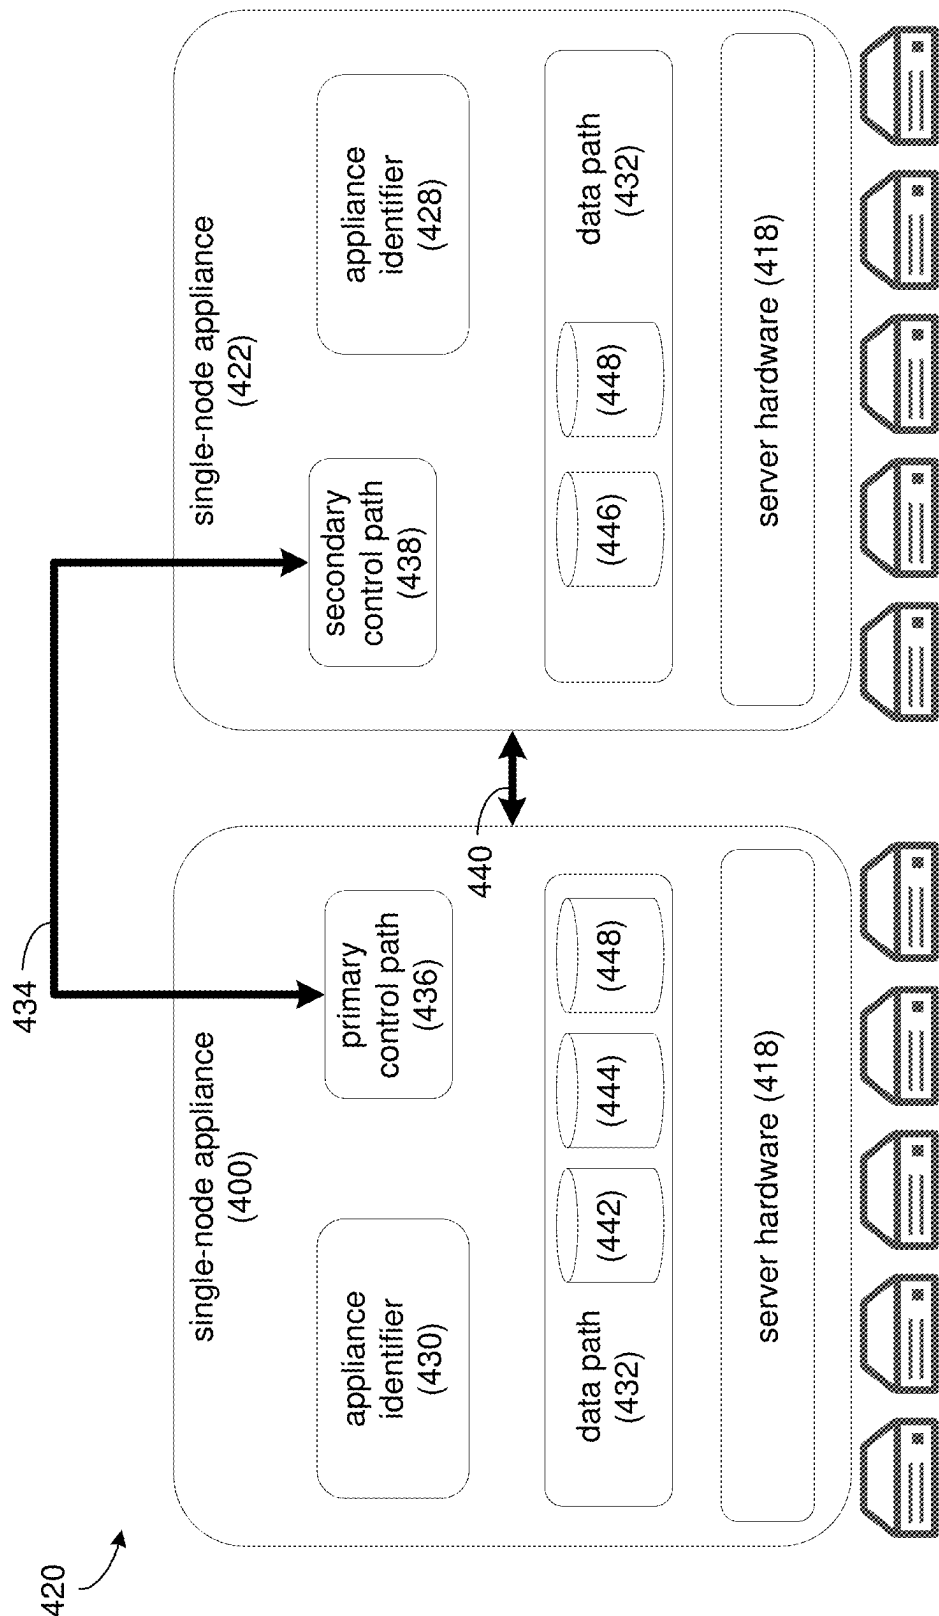 420
434
single-node appliance
(400)
appliance
identifier
(430)
primary
control path
(436)
data path
(432)
(442)
(444)
(448)
server hardware (418)
440
single-node appliance
(422)
secondary
control path
(438)
appliance
identifier
(428)
(446)
(448)
data path
(432)
server hardware (418)